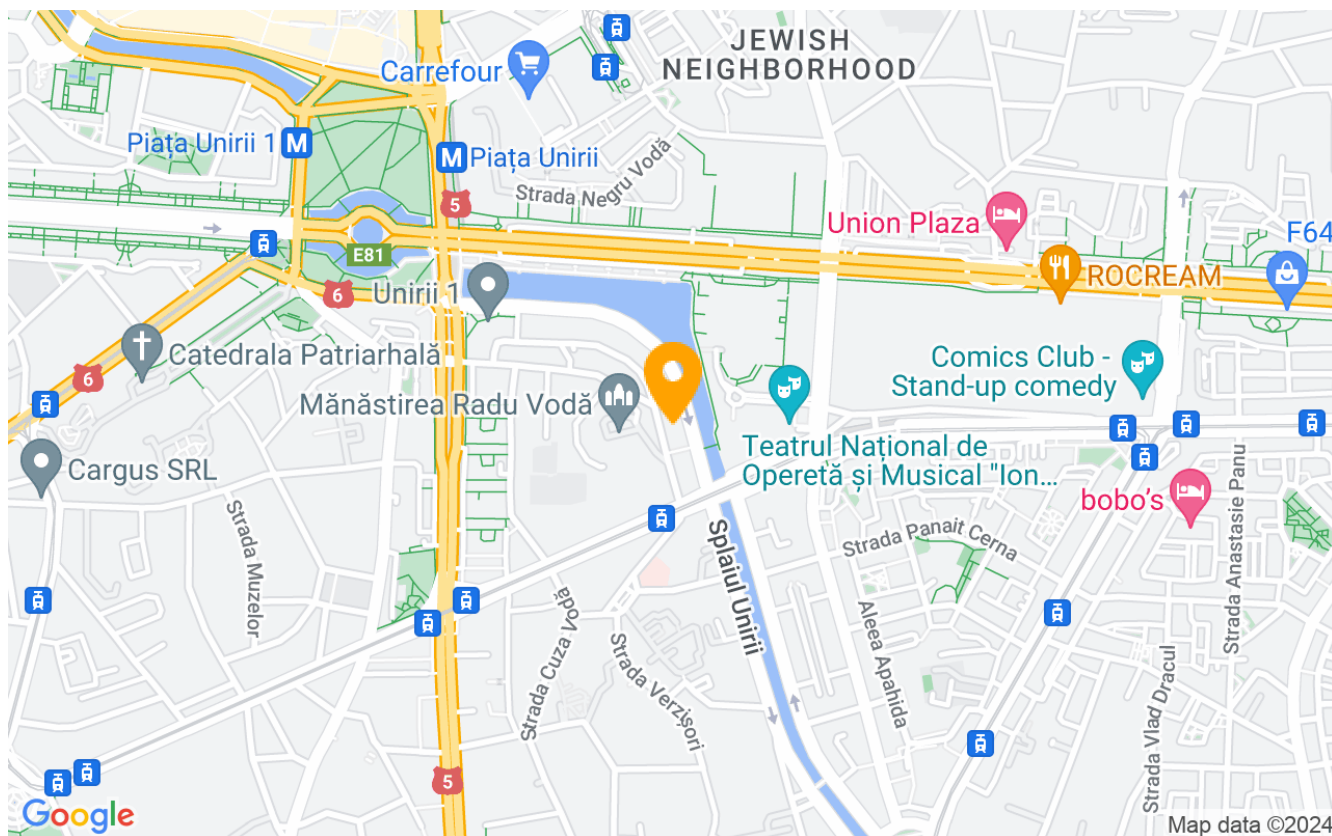 JEWISH
NEIGHBORHOOD
Carrefour
Piața Unirii 1
M
M
Piața Unirii
Strada Negru Vodă
5
Union Plaza
F64
E81
ROCREAM
Unirii 1
6
Catedrala Patriarhală
Comics Club -
Stand-up comedy
6
Mănăstirea Radu Vodă
Teatrul Național de
Operetă și Musical "Ion...
Cargus SRL
bobo's
Strada Anastasie Panu
Strada Muzelor
Splaiul Unirii
Strada Panait Cerna
Strada Cuza Vodă
Strada Verzișori
Aleea Apahida
Strada Vlad Dracul
5
Google
Map data ©2024